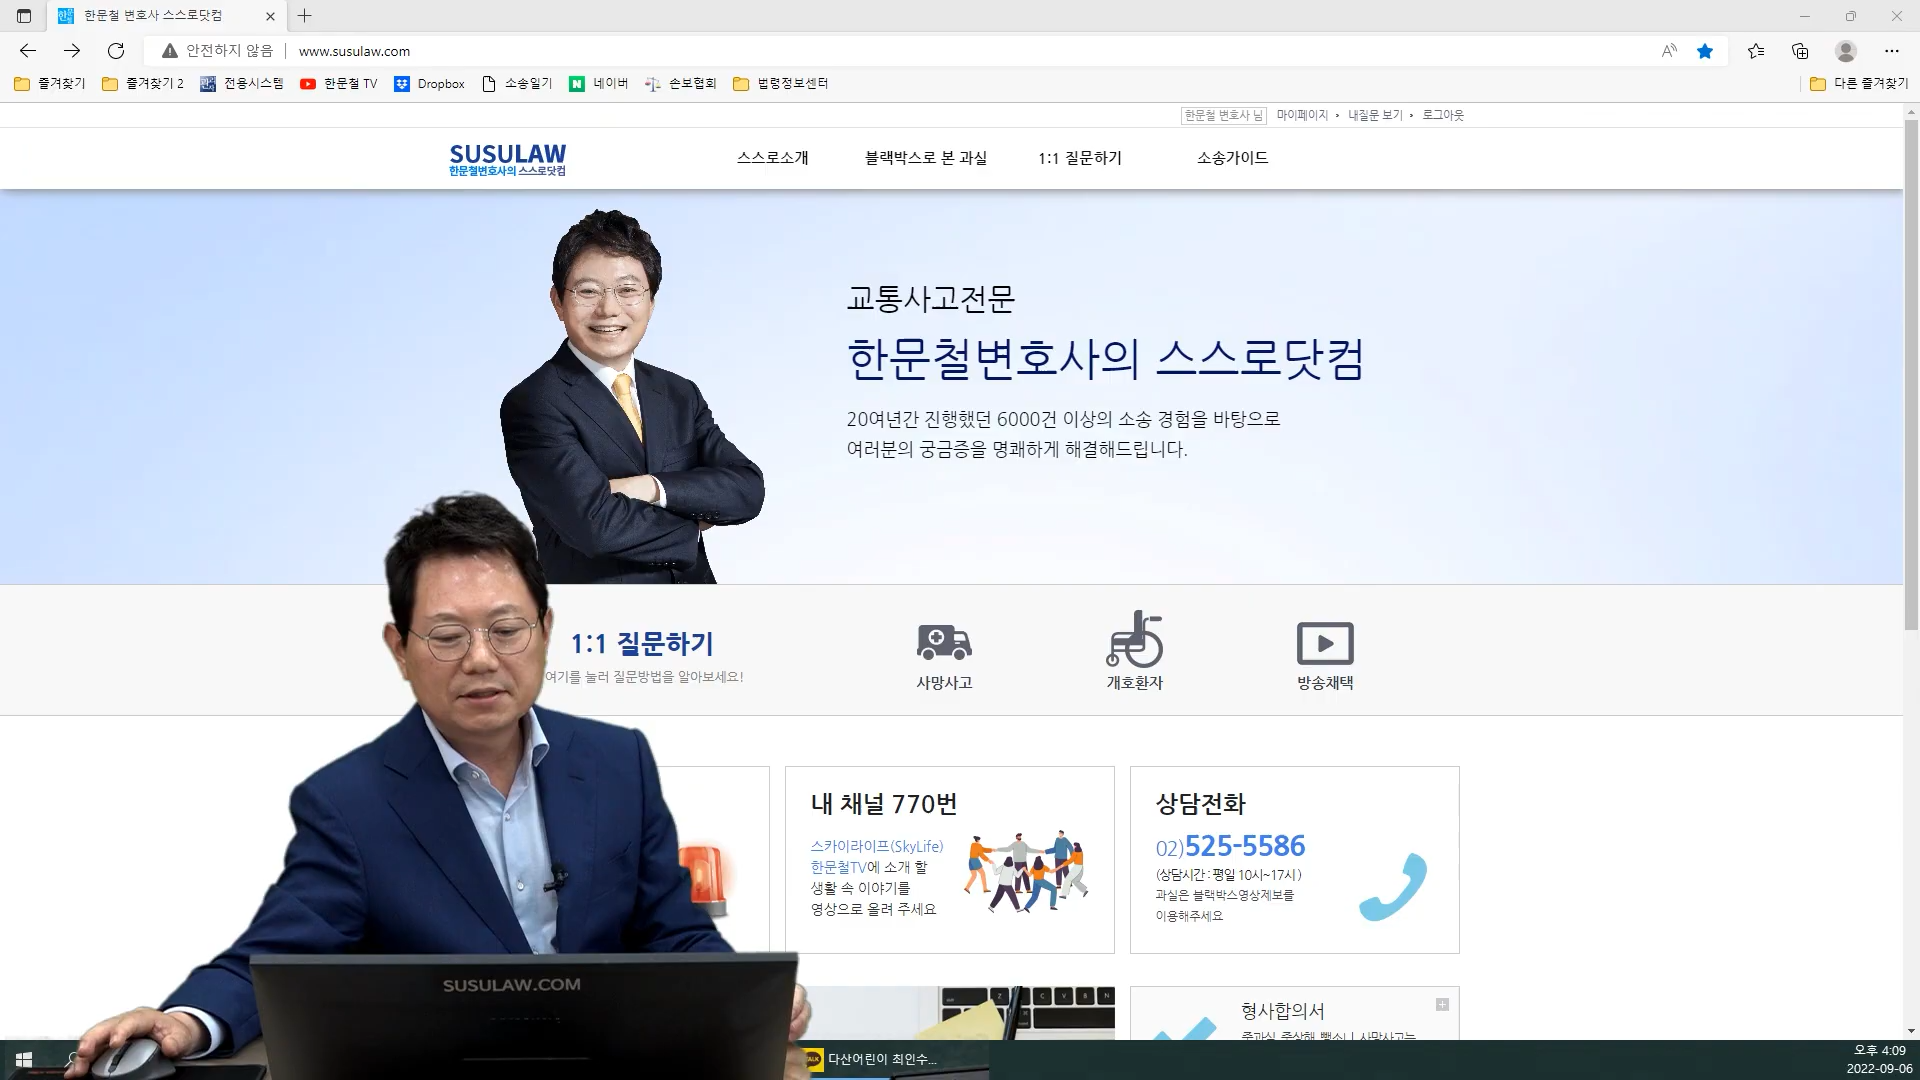 한문철 변호사 스스로닷컴
안전하지 않음
www.susulaw.com
즐겨찾기
즐겨찾기 2
전용시스템
한문철 TV
Dropbox
소송일기
네이버
손보협회
법령정보센터
다른 즐겨찾기
한문철 변호사 님
마이페이지
내질문 보기
로그아웃
SUSULAW
한문철변호사의 스스로닷컴
스스로소개
블랙박스로 본 과실
1:1 질문하기
소송가이드
교통사고전문
한문철변호사의 스스로닷컴
20여년간 진행했던 6000건 이상의 소송 경험을 바탕으로
여러분의 궁금증을 명쾌하게 해결해드립니다.
1:1 질문하기
여기를 눌러 질문방법을 알아보세요!
사망사고
개호환자
방송채택
내 채널 770번
스카이라이프(SkyLife)
한문철TV에 소개 할
생활 속 이야기를
영상으로 올려 주세요
상담전화
02)525-5586
(상담시간 : 평일 10시~17시)
과실은 블랙박스영상제보를
이용해주세요
SUSULAW.COM
형사합의서
다산어린이 최인수...
오후 4:09
2022-09-06